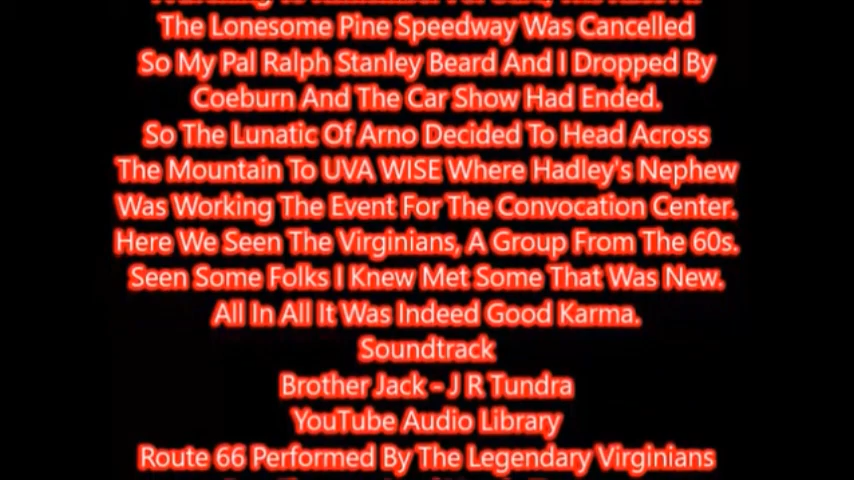 The Lonesome Pine Speedway Was Cancelled
So My Pal Ralph Stanley Beard And I Dropped By
Coeburn And The Car Show Had Ended.
So The Lunatic Of Arno Decided To Head Across
The Mountain To UVA WISE Where Hadley's Nephew
Was Working The Event For The Convocation Center.
Here We Seen The Virginians, A Group From The 60s.
Seen Some Folks I Knew Met Some That Was New.
All In All It Was Indeed Good Karma.
Soundtrack
Brother Jack - J R Tundra
YouTube Audio Library
Route 66 Performed By The Legendary Virginians